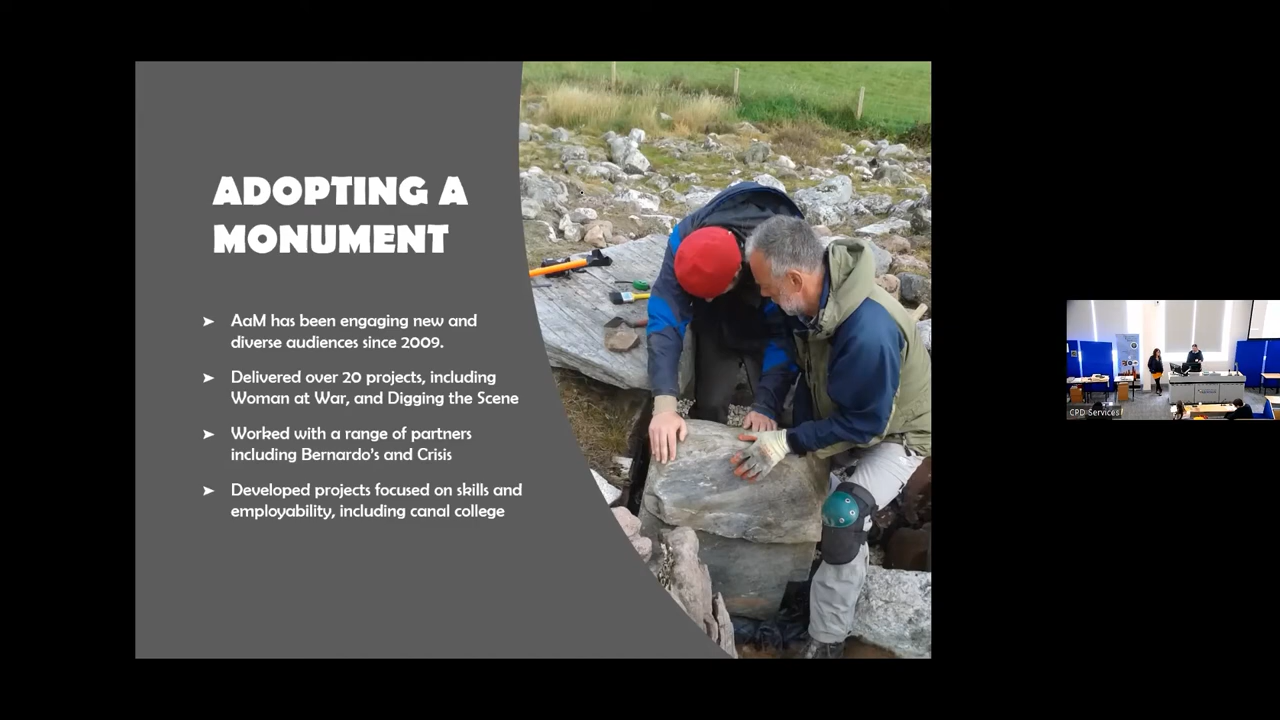 ADOPTING A
MONUMENT
➤ AaM has been engaging new and
diverse audiences since 2009.
➤ Delivered over 20 projects, including
Woman at War, and Digging the Scene
➤ Worked with a range of partners
including Bernardo's and Crisis
➤ Developed projects focused on skills and
employability, including canal college
CPD Services